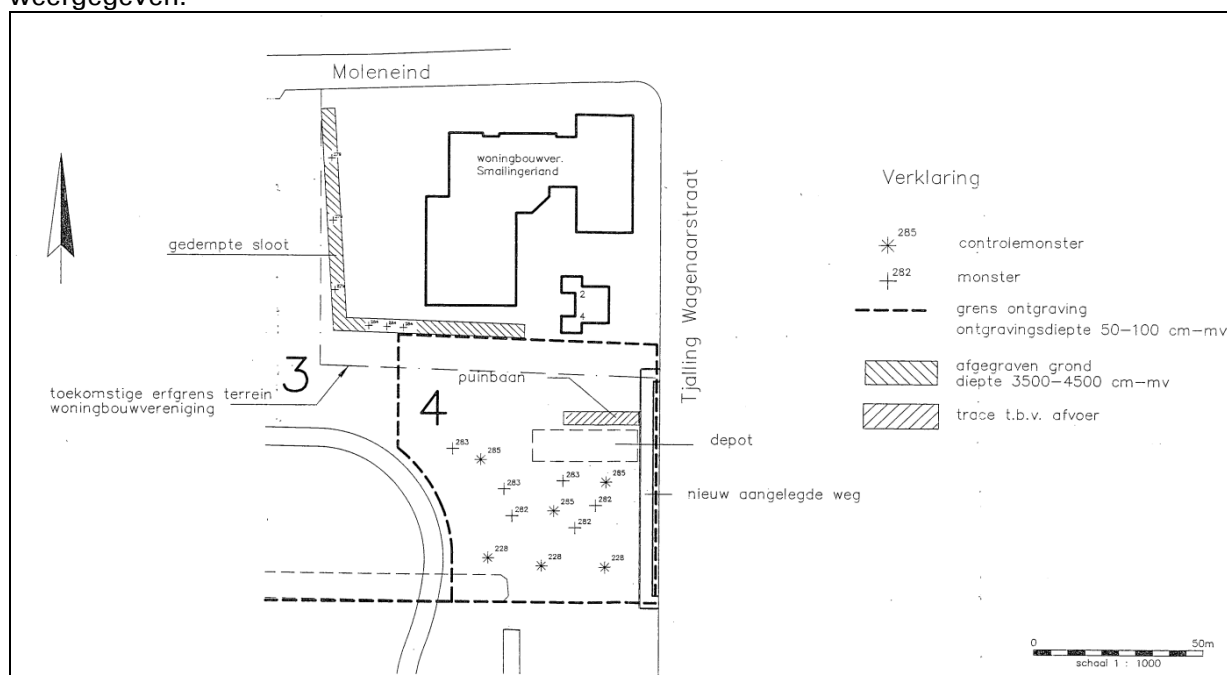 weergegeven:
Moleneind
woningbouwver.
Smallingerland
gedempte sloot
Tjalling Wagenaarstraat
2
4
3
toekomstige erfgrens terrein
woningbouwvereniging
4
puinbaan
depot
nieuw aangelegde weg
283
285
283
285
283
282
285
282
282
228
228
228
Verklaring
285
controlemonster
282
monster
grens ontgraving
ontgravingsdiepte 50-100 cm-mv
afgegraven grond
diepte 3500-4500 cm-mv
trace t.b.v. afvoer
0
50m
schaal 1 : 1000